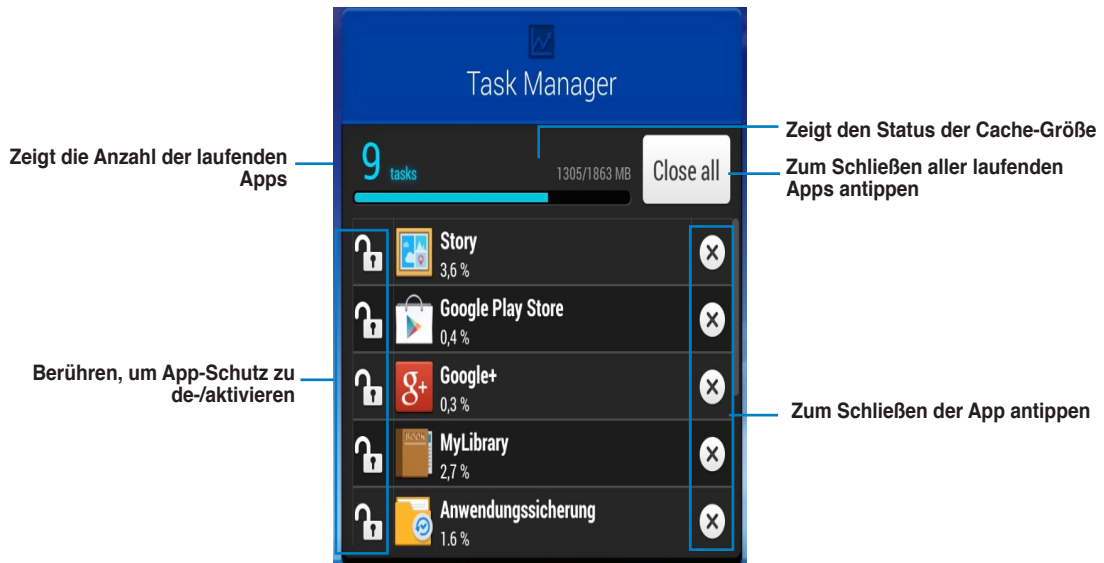 Task Manager
Zeigt die Anzahl der laufenden
Apps
9 tasks
1305/1863 MB
Close all
Zeigt den Status der Cache-Größe
Zum Schließen aller laufenden
Apps antippen
Story
3,6 %
Google Play Store
0,4 %
Berühren, um App-Schutz zu
de-/aktivieren
g+
Google+
0,3 %
Zum Schließen der App antippen
BOOK
MyLibrary
2,7 %
Anwendungssicherung
1.6 %